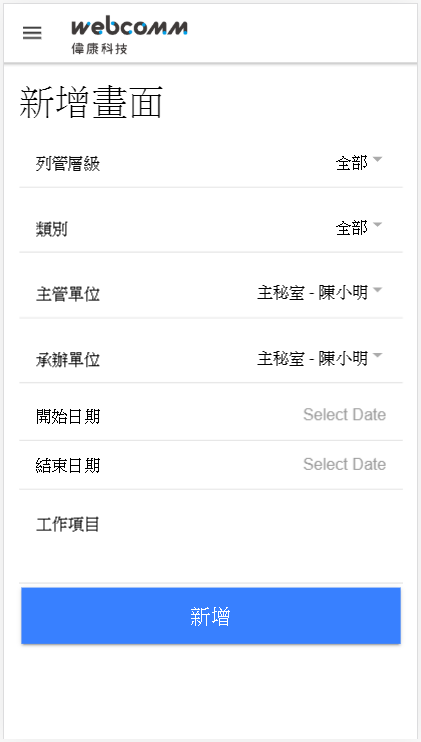 webcomm
偉康科技
新增畫面
列管層級 全部
類別 全部
主管單位 主秘室 - 陳小明
承辦單位 主秘室 - 陳小明
開始日期 Select Date
結束日期 Select Date
工作項目
新增